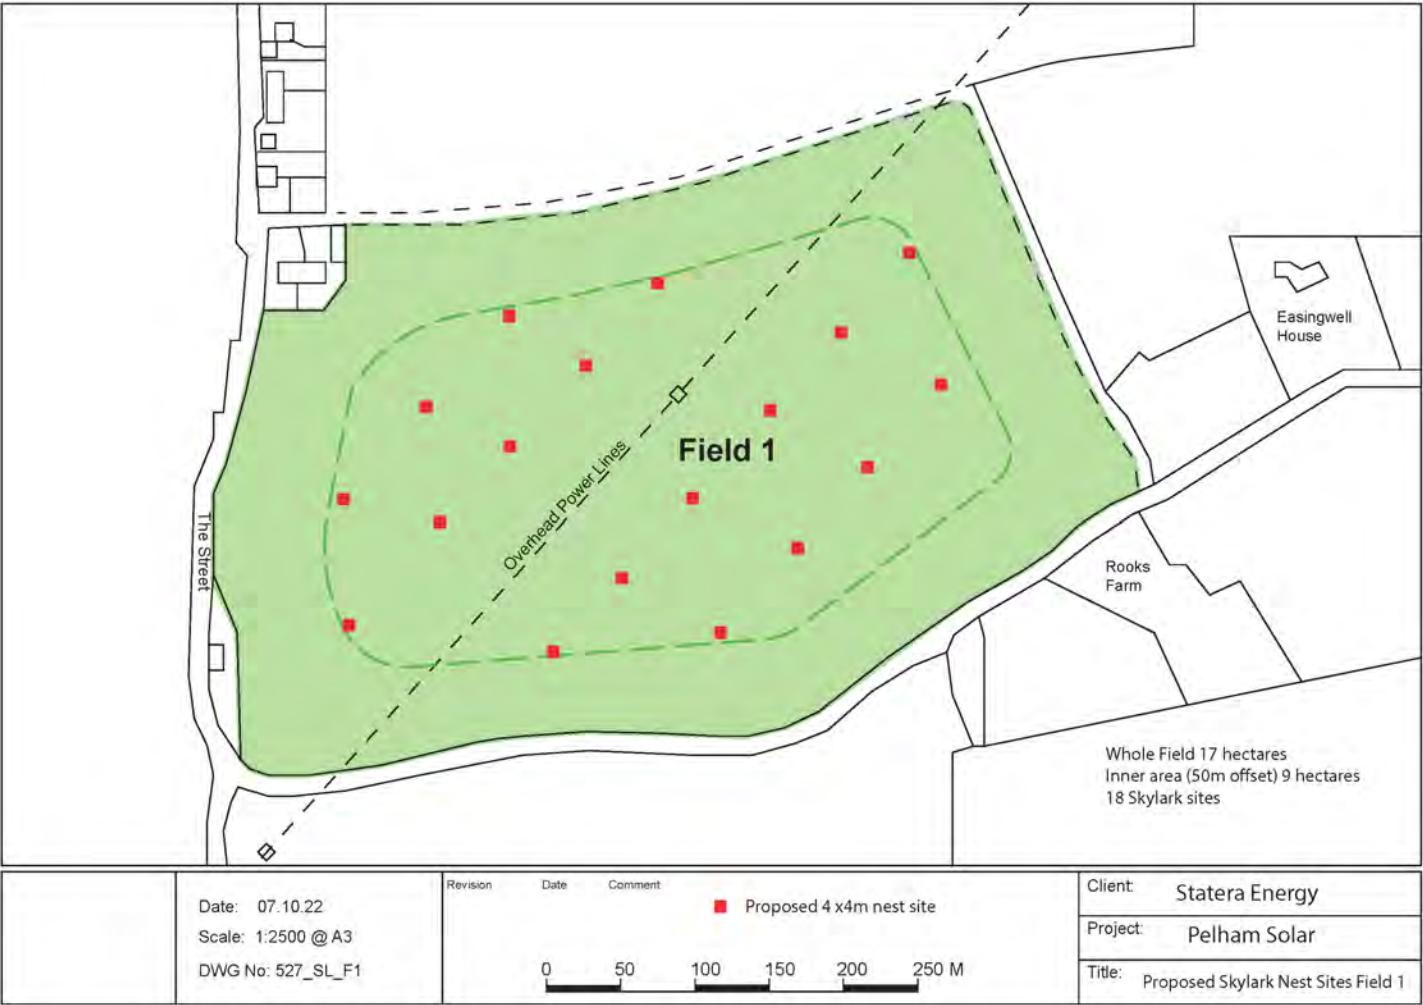 Easingwell
House
Field 1
Overhead Power Lines
The Street
Rooks
Farm
Whole Field 17 hectares
Inner area (50m offset) 9 hectares
18 Skylark sites
Date: 07.10.22
Scale: 1:2500 @ A3
DWG No: 527_SL_F1
Revision Date Comment
Proposed 4 x4m nest site
0 50 100 150 200 250 M
Client: Statera Energy
Project: Pelham Solar
Title: Proposed Skylark Nest Sites Field 1